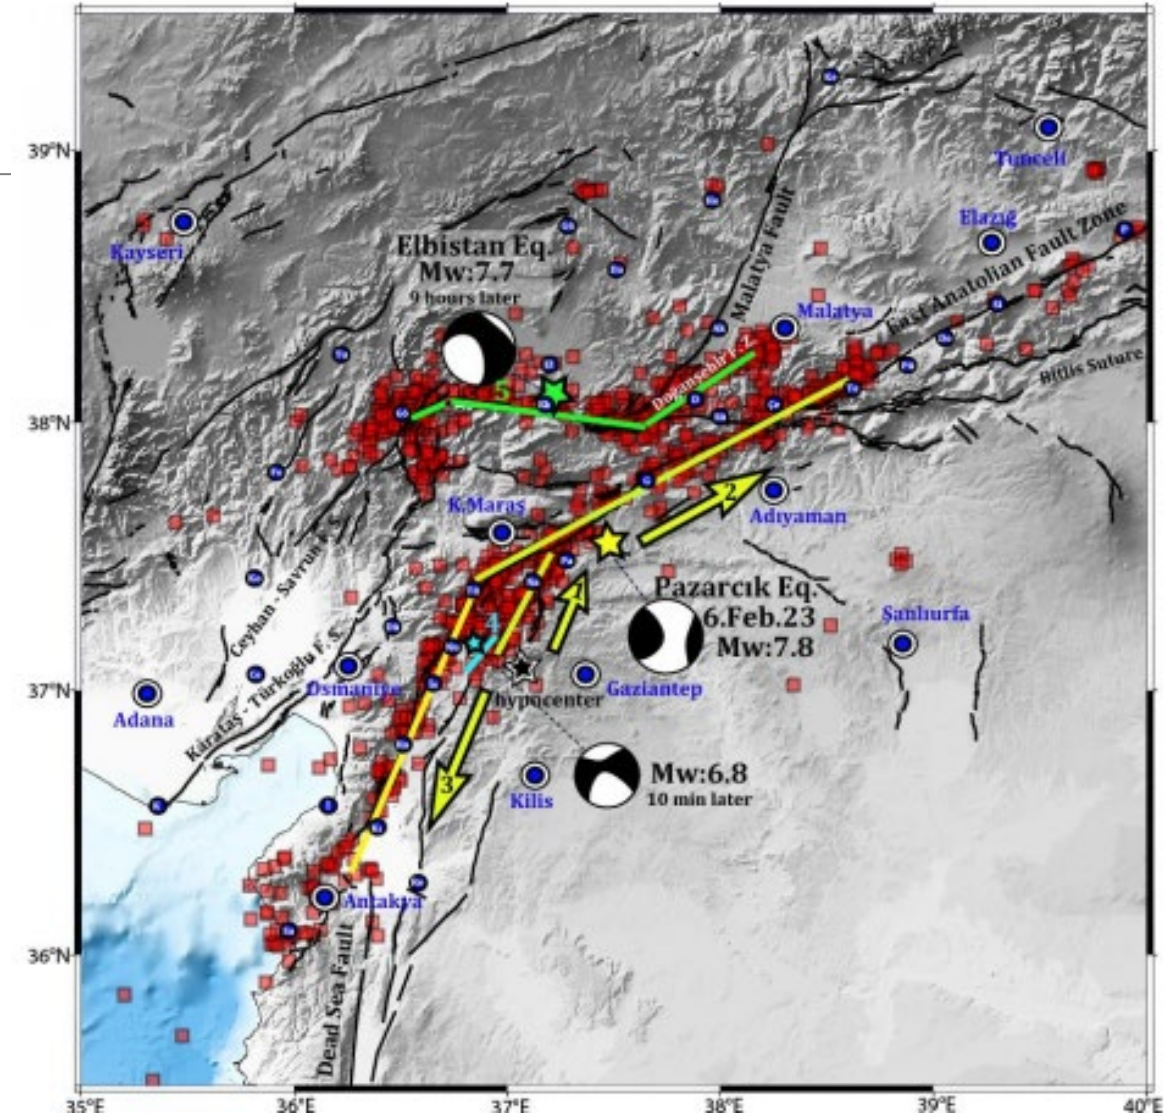 39°N
38°N
37°N
36°N
35°E
36°E
37°E
38°E
39°E
40°E
Tunceli
Elazığ
Kayseri
East Anatolian Fault Zone
Elbistan Eq.
Mw:7.7
9 hours later
Malatya Fault
Malatya
Doğanşehir F. Z.
Bitlis Suture
5
K.Maraş
2
Adıyaman
Ceyhan - Savrun F.
Pazarcık Eq.
6.Feb.23
Mw:7.8
1
4
Şanlıurfa
Karataş - Türkoğlu F. S.
Osmaniye
Gaziantep
hypocenter
Adana
3
Kilis
Mw:6.8
10 min later
Antakya
Dead Sea Fault